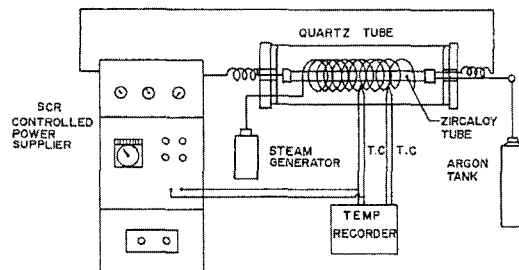 QUARTZ TUBE
SCR
CONTROLLED
POWER
SUPPLIER
ZIRCALOY
TUBE
STEAM
GENERATOR
T.C
T.C
ARGON
TANK
TEMP
RECORDER